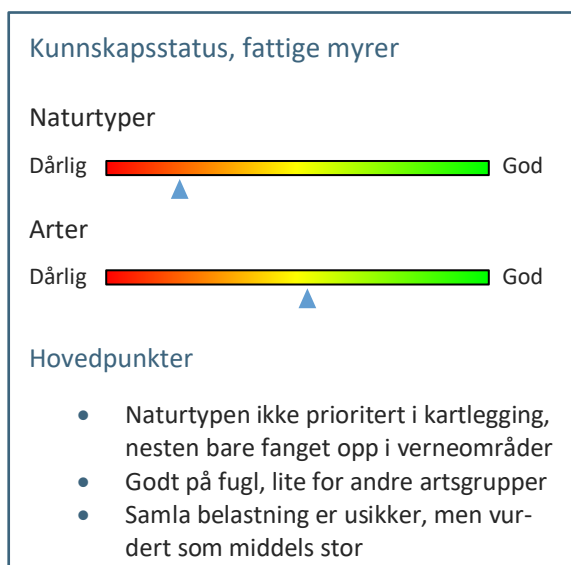 Kunnskapsstatus, fattige myrer
Naturtyper
Dårlig God
Arter
Dårlig God
Hovedpunkter
• Naturtypen ikke prioritert i kartlegging,
nesten bare fanget opp i verneområder
• Godt på fugl, lite for andre artsgrupper
• Samla belastning er usikker, men vur-
dert som middels stor